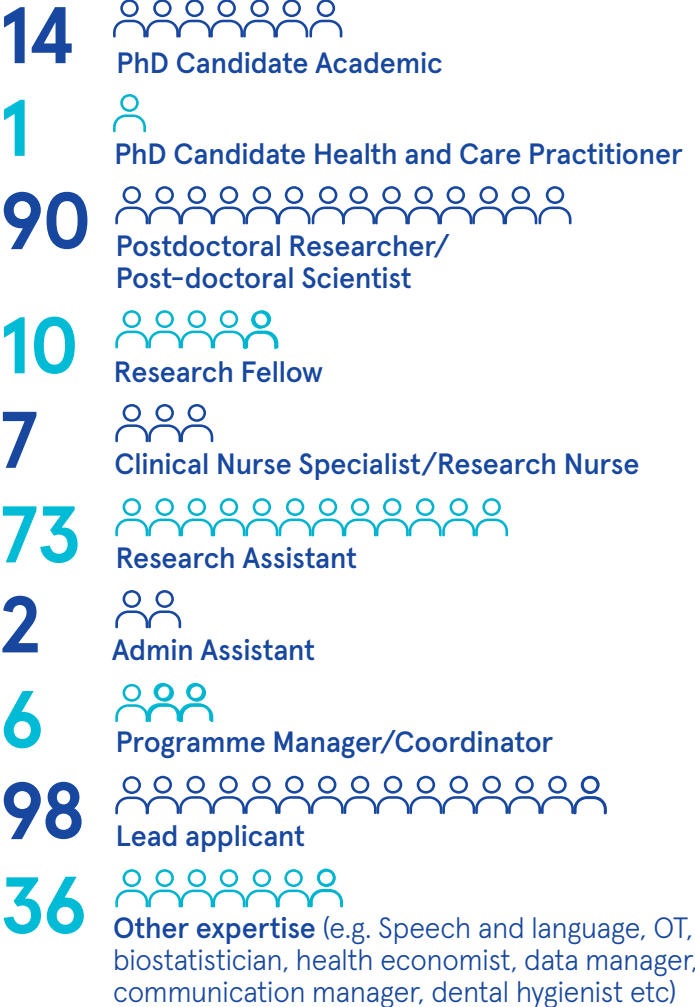 14
PhD Candidate Academic
1
PhD Candidate Health and Care Practitioner
90
Postdoctoral Researcher/
Post-doctoral Scientist
10
Research Fellow
7
Clinical Nurse Specialist/Research Nurse
73
Research Assistant
2
Admin Assistant
6
Programme Manager/Coordinator
98
Lead applicant
36
Other expertise (e.g. Speech and language, OT,
biostatistician, health economist, data manager,
communication manager, dental hygienist etc)